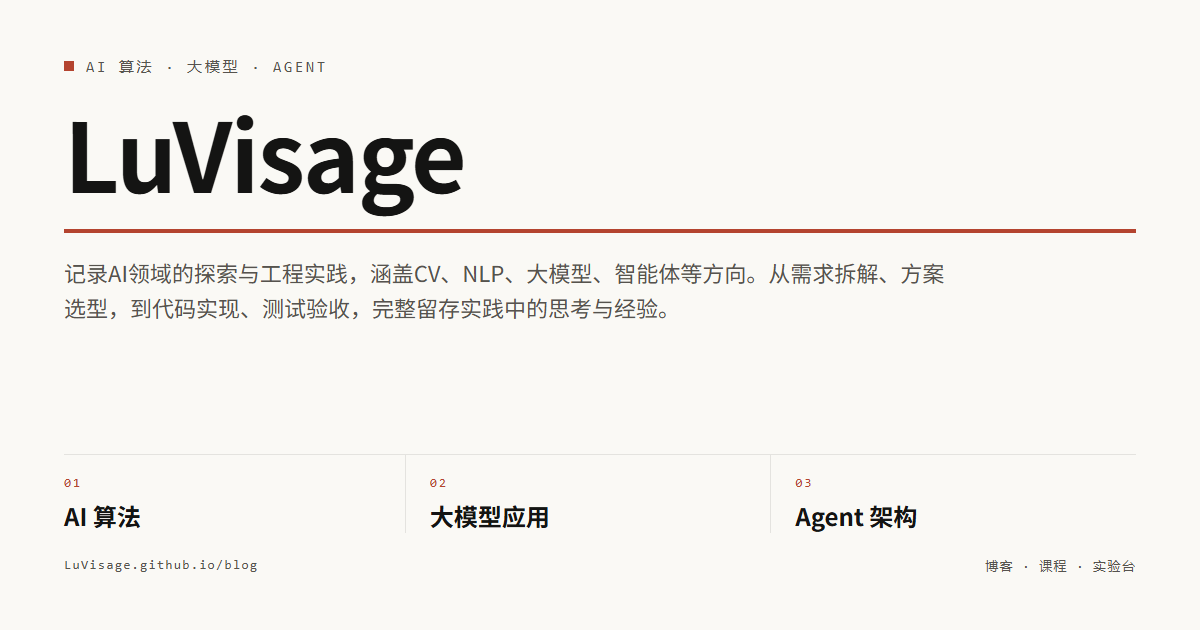 AI 算法 · 大模型 · AGENT
LuVisage
记录AI领域的探索与工程实践，涵盖CV、NLP、大模型、智能体等方向。从需求拆解、方案
选型，到代码实现、测试验收，完整留存实践中的思考与经验。
01
AI 算法
02
大模型应用
03
Agent 架构
LuVisage.github.io/blog
博客 · 课程 · 实验台